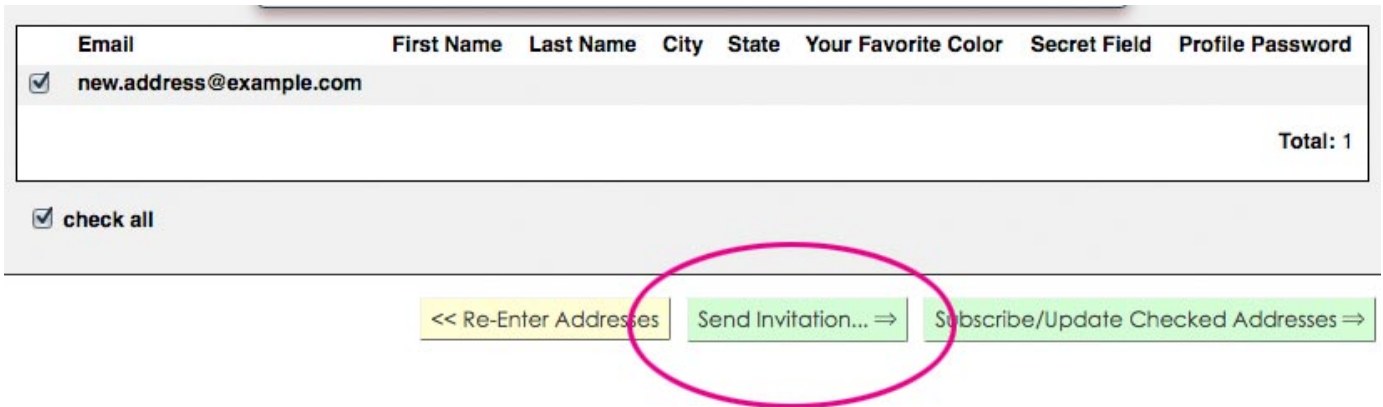 Email First Name Last Name City State Your Favorite Color Secret Field Profile Password
new.address@example.com
Total: 1
check all
<< Re-Enter Addresses Send Invitation... ⇒ Subscribe/Update Checked Addresses ⇒